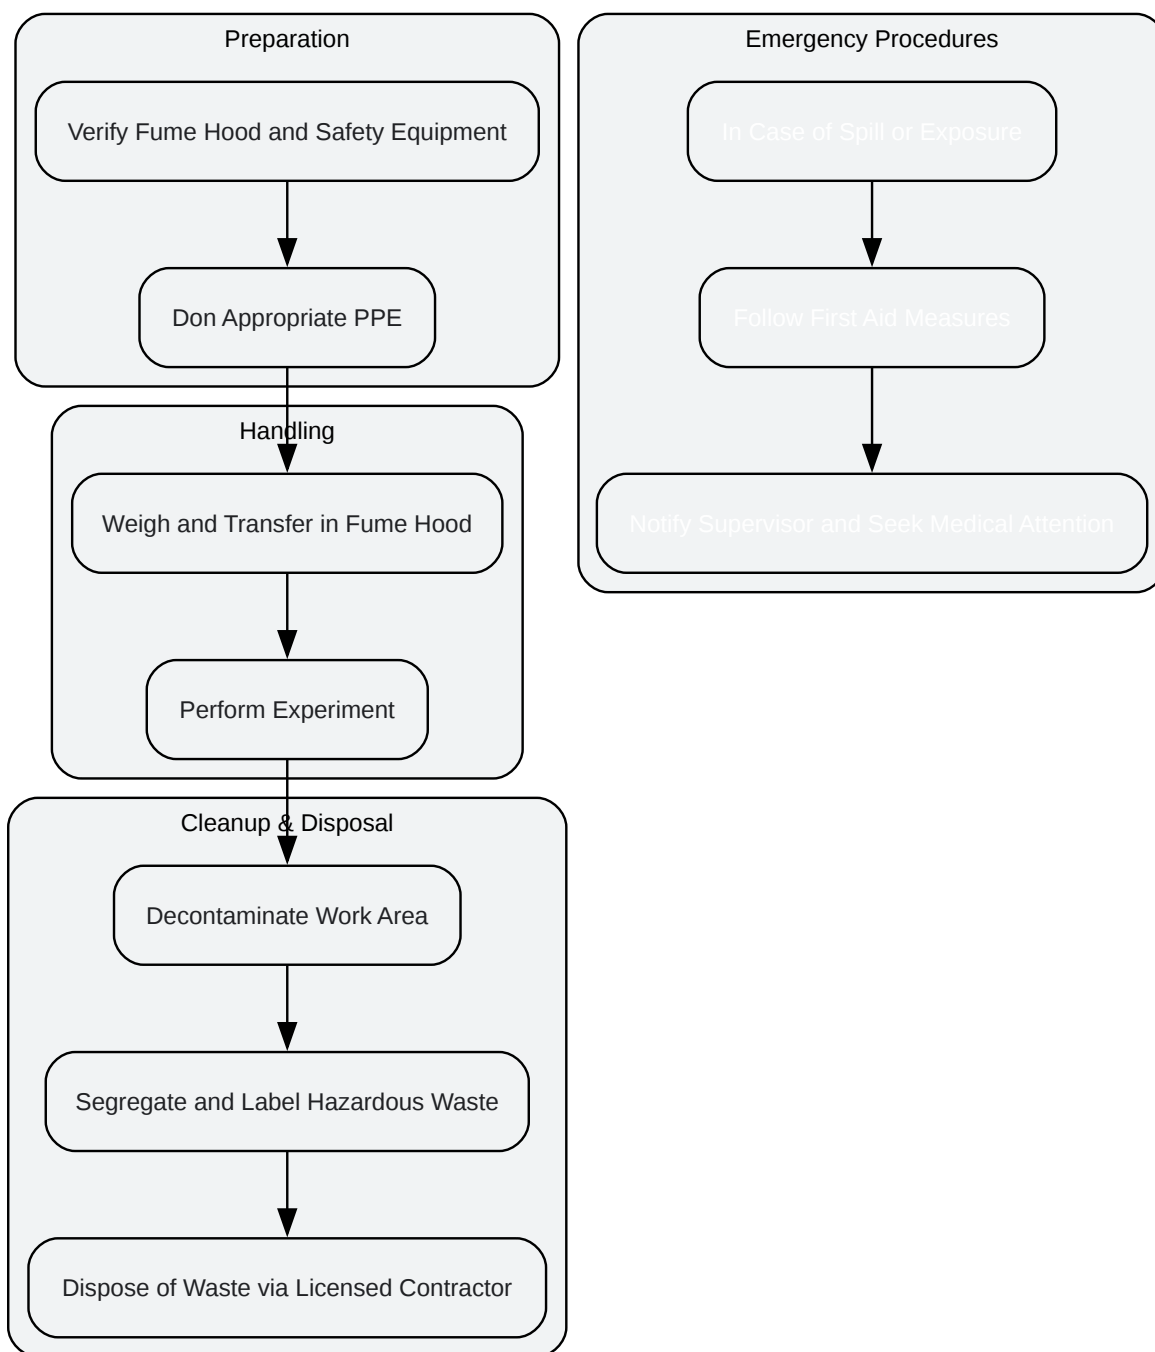 Preparation
Verify Fume Hood and Safety Equipment
Don Appropriate PPE
Handling
Weigh and Transfer in Fume Hood
Perform Experiment
Cleanup & Disposal
Decontaminate Work Area
Segregate and Label Hazardous Waste
Dispose of Waste via Licensed Contractor
Emergency Procedures
In Case of Spill or Exposure
Follow First Aid Measures
Notify Supervisor and Seek Medical Attention